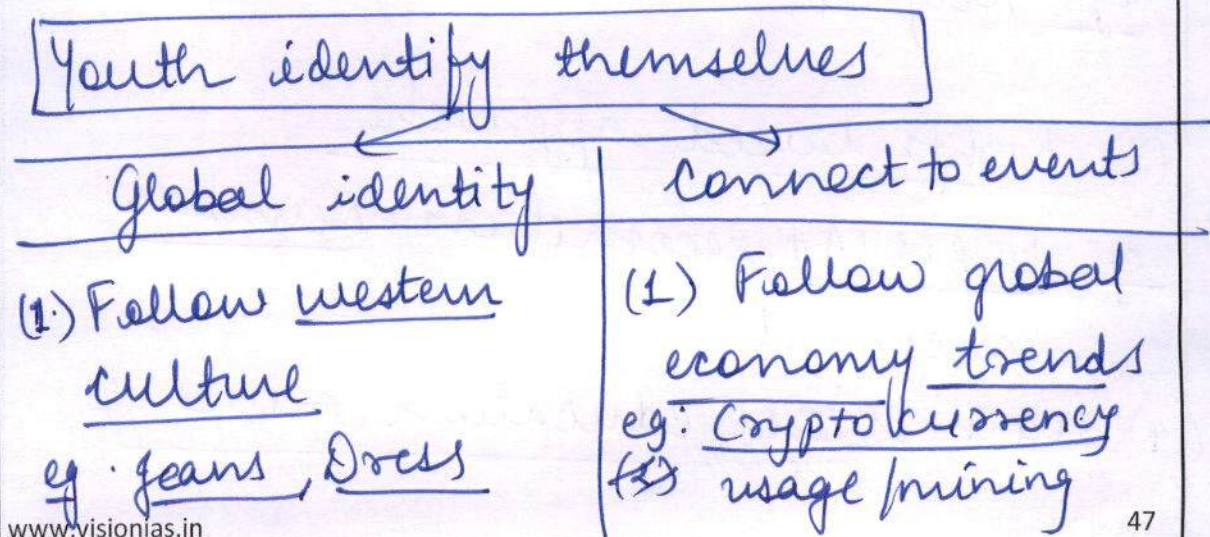 Youth identify themselves
Global identity
(1.) Follow western
culture
eg. Jeans, Dress
Connect to events
(1) Follow global
economy trends
eg: Cryptocurrency
usage/mining
www.visionias.in
47